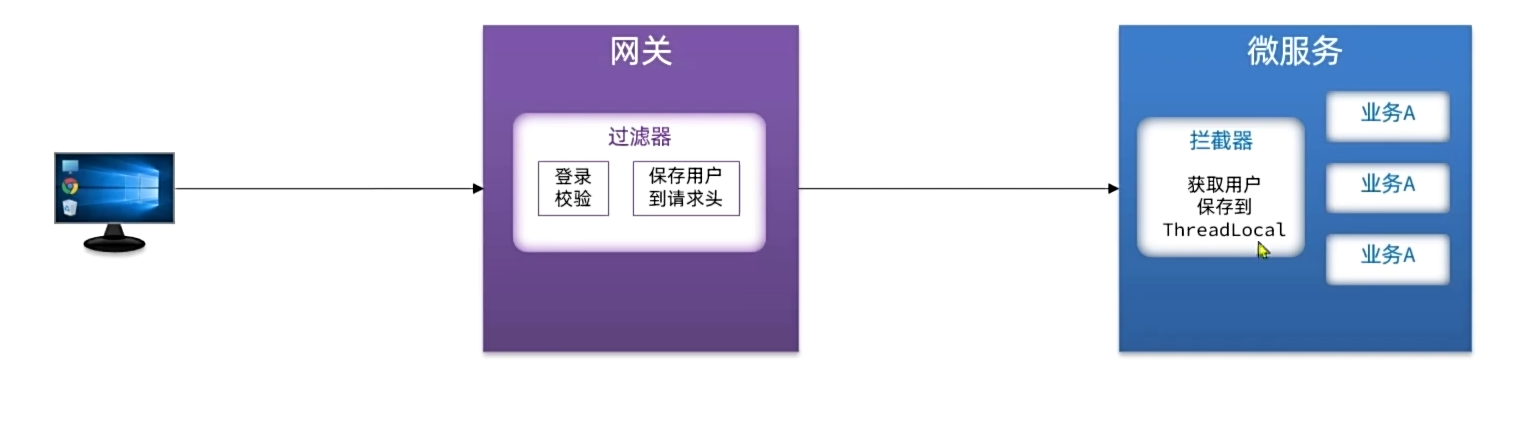 网关
过滤器
登录
校验
保存用户
到请求头
微服务
拦截器
获取用户
保存到
ThreadLocal
业务A
业务A
业务A